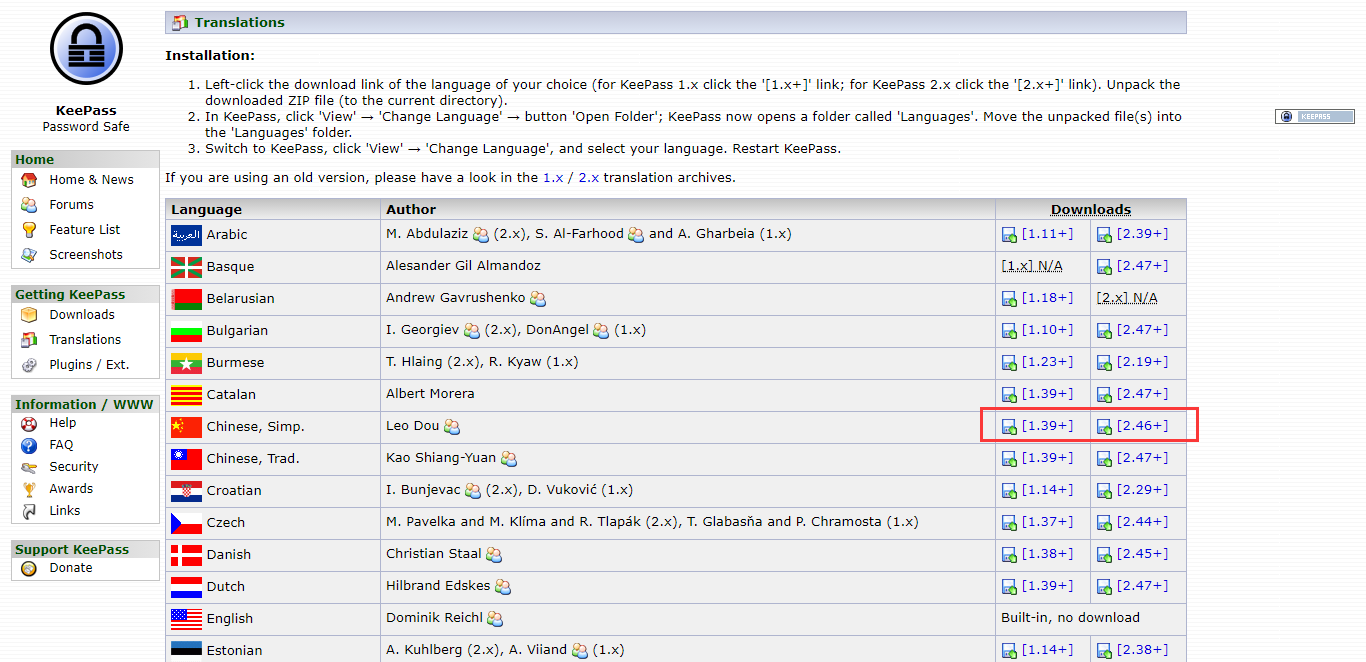 KeePass
Password Safe
Home
Home & News
Forums
Feature List
Screenshots
Getting KeePass
Downloads
Translations
Plugins / Ext.
Information / WWW
Help
FAQ
Security
Awards
Links
Support KeePass
Donate
Translations
Installation:
1. Left-click the download link of the language of your choice (for KeePass 1.x click the '[1.x+]' link; for KeePass 2.x click the '[2.x+]' link). Unpack the
downloaded ZIP file (to the current directory).
2. In KeePass, click 'View' → 'Change Language' → button 'Open Folder'; KeePass now opens a folder called 'Languages'. Move the unpacked file(s) into
the 'Languages' folder.
3. Switch to KeePass, click 'View' → 'Change Language', and select your language. Restart KeePass.
If you are using an old version, please have a look in the 1.x / 2.x translation archives.
Language Author Downloads
العربية Arabic M. Abdulaziz (2.x), S. Al-Farhood and A. Gharbeia (1.x) [1.11+] [2.39+]
Basque Alesander Gil Almandoz [1.x] N/A [2.47+]
Belarusian Andrew Gavrushenko [1.18+] [2.x] N/A
Bulgarian I. Georgiev (2.x), DonAngel (1.x) [1.10+] [2.47+]
Burmese T. Hlaing (2.x), R. Kyaw (1.x) [1.23+] [2.19+]
Catalan Albert Morera [1.39+] [2.47+]
Chinese, Simp. Leo Dou [1.39+] [2.46+]
Chinese, Trad. Kao Shiang-Yuan [1.39+] [2.47+]
Croatian I. Bunjevac (2.x), D. Vuković (1.x) [1.14+] [2.29+]
Czech M. Pavelka and M. Klíma and R. Tlapák (2.x), T. Glabasňa and P. Chramosta (1.x) [1.37+] [2.44+]
Danish Christian Staal [1.38+] [2.45+]
Dutch Hilbrand Edskes [1.39+] [2.47+]
English Dominik Reichl Built-in, no download
Estonian A. Kuhlberg (2.x), A. Viiand (1.x) [1.14+] [2.38+]
KEEPASS